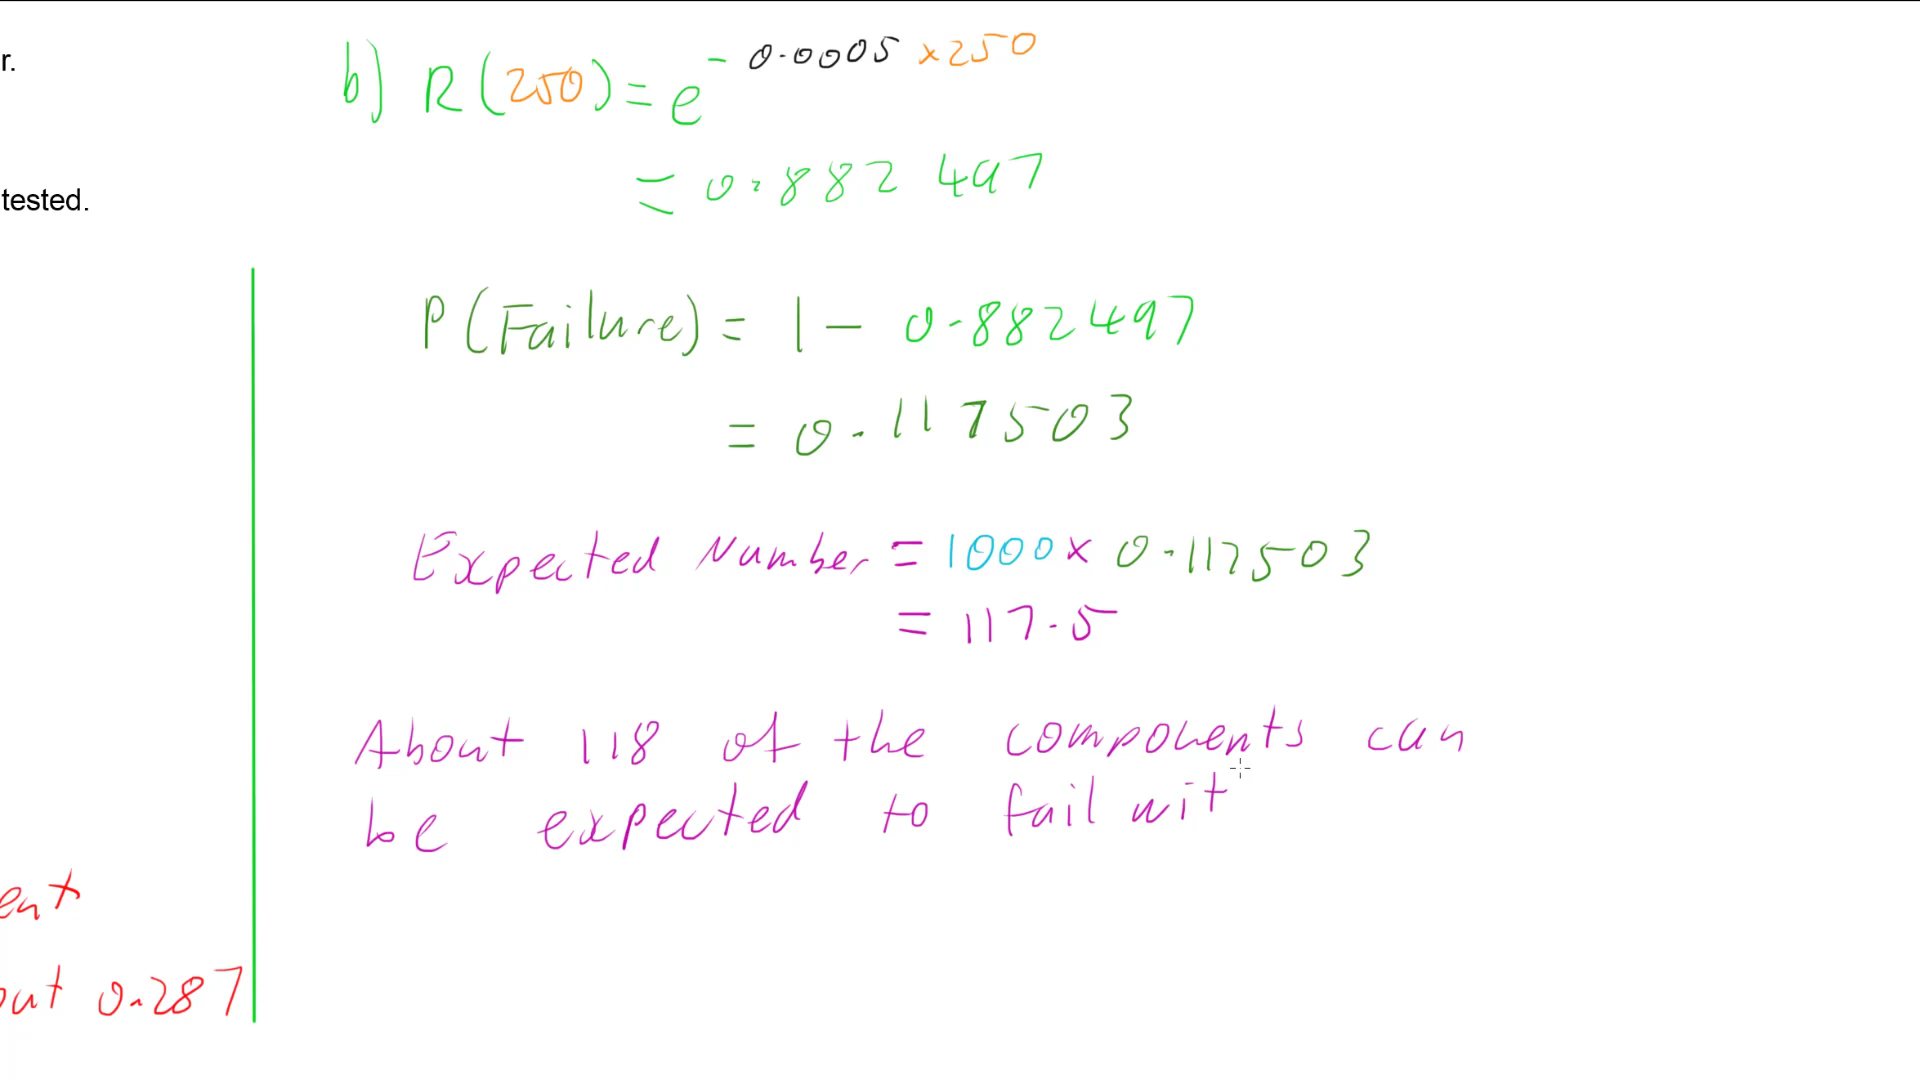 r.
tested.
b) R(250) = e^-0.0005 × 250
= 0.882 497
P(Failure) = 1 - 0.882497
= 0.117503
Expected Number = 1000 × 0.117503
= 117.5
About 118 of the components can
be expected to fail wit
ent
out 0.287